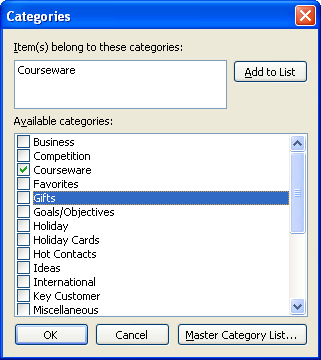 Categories
Item(s) belong to these categories:
Courseware
Add to List
Available categories:
Business
Competition
Courseware
Favorites
Gifts
Goals/Objectives
Holiday
Holiday Cards
Hot Contacts
Ideas
International
Key Customer
Miscellaneous
OK
Cancel
Master Category List...